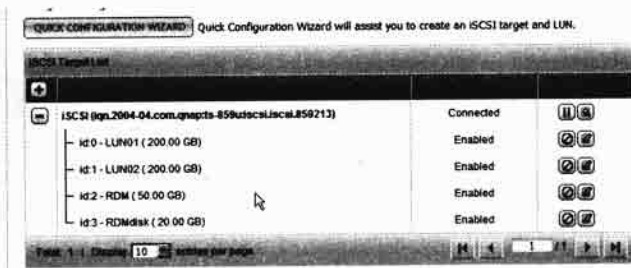 QUICK CONFIGURATION WIZARD Quick Configuration Wizard will assist you to create an iSCSI target and LUN.
iSCSI Target List
iSCSI (iqn.2004-04.com.qnap:ts-859u:iscsi.iscsi.859213) Connected
id:0 - LUN01 ( 200.00 GB) Enabled
id:1 - LUN02 ( 200.00 GB) Enabled
id:2 - RDM ( 50.00 GB) Enabled
id:3 - RDMdisk ( 20.00 GB) Enabled
Total: 1 | Display 10 entries per page. 1 / 1